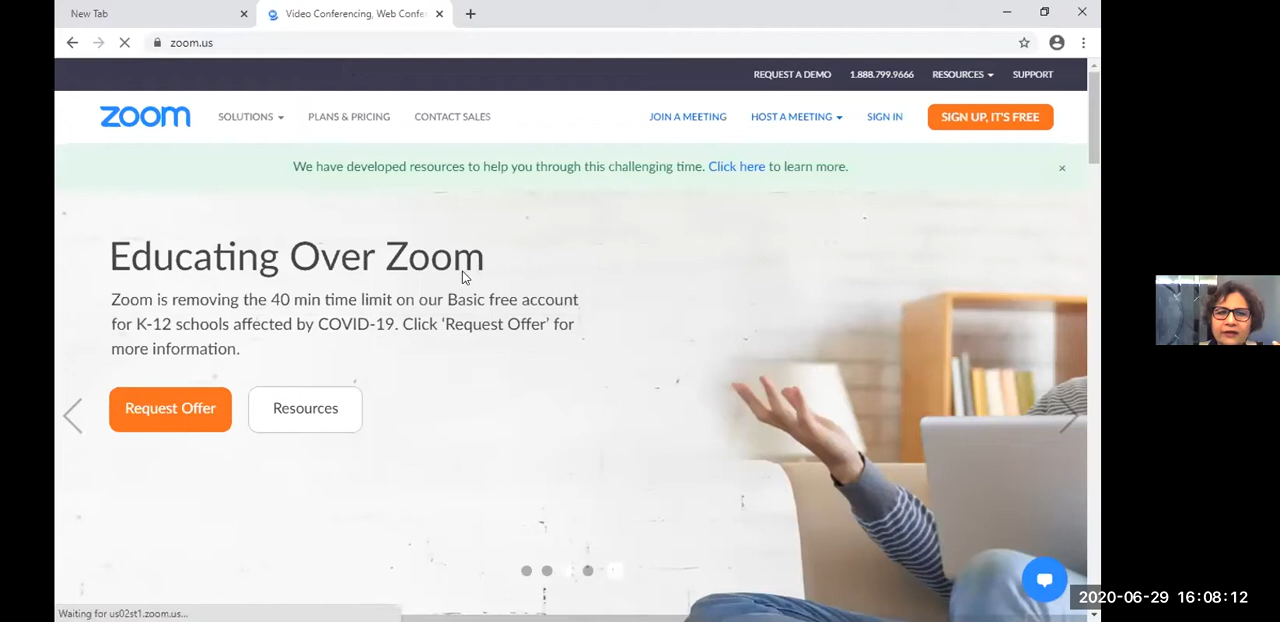 New Tab
Video Conferencing, Web Confe
zoom.us
REQUEST A DEMO 1.888.799.9666 RESOURCES SUPPORT
zoom SOLUTIONS PLANS & PRICING CONTACT SALES JOIN A MEETING HOST A MEETING SIGN IN SIGN UP, IT'S FREE
We have developed resources to help you through this challenging time. Click here to learn more.
Educating Over Zoom
Zoom is removing the 40 min time limit on our Basic free account
for K-12 schools affected by COVID-19. Click ‘Request Offer’ for
more information.
Request Offer Resources
2020-06-29 16:08:12
Waiting for us02st1.zoom.us...